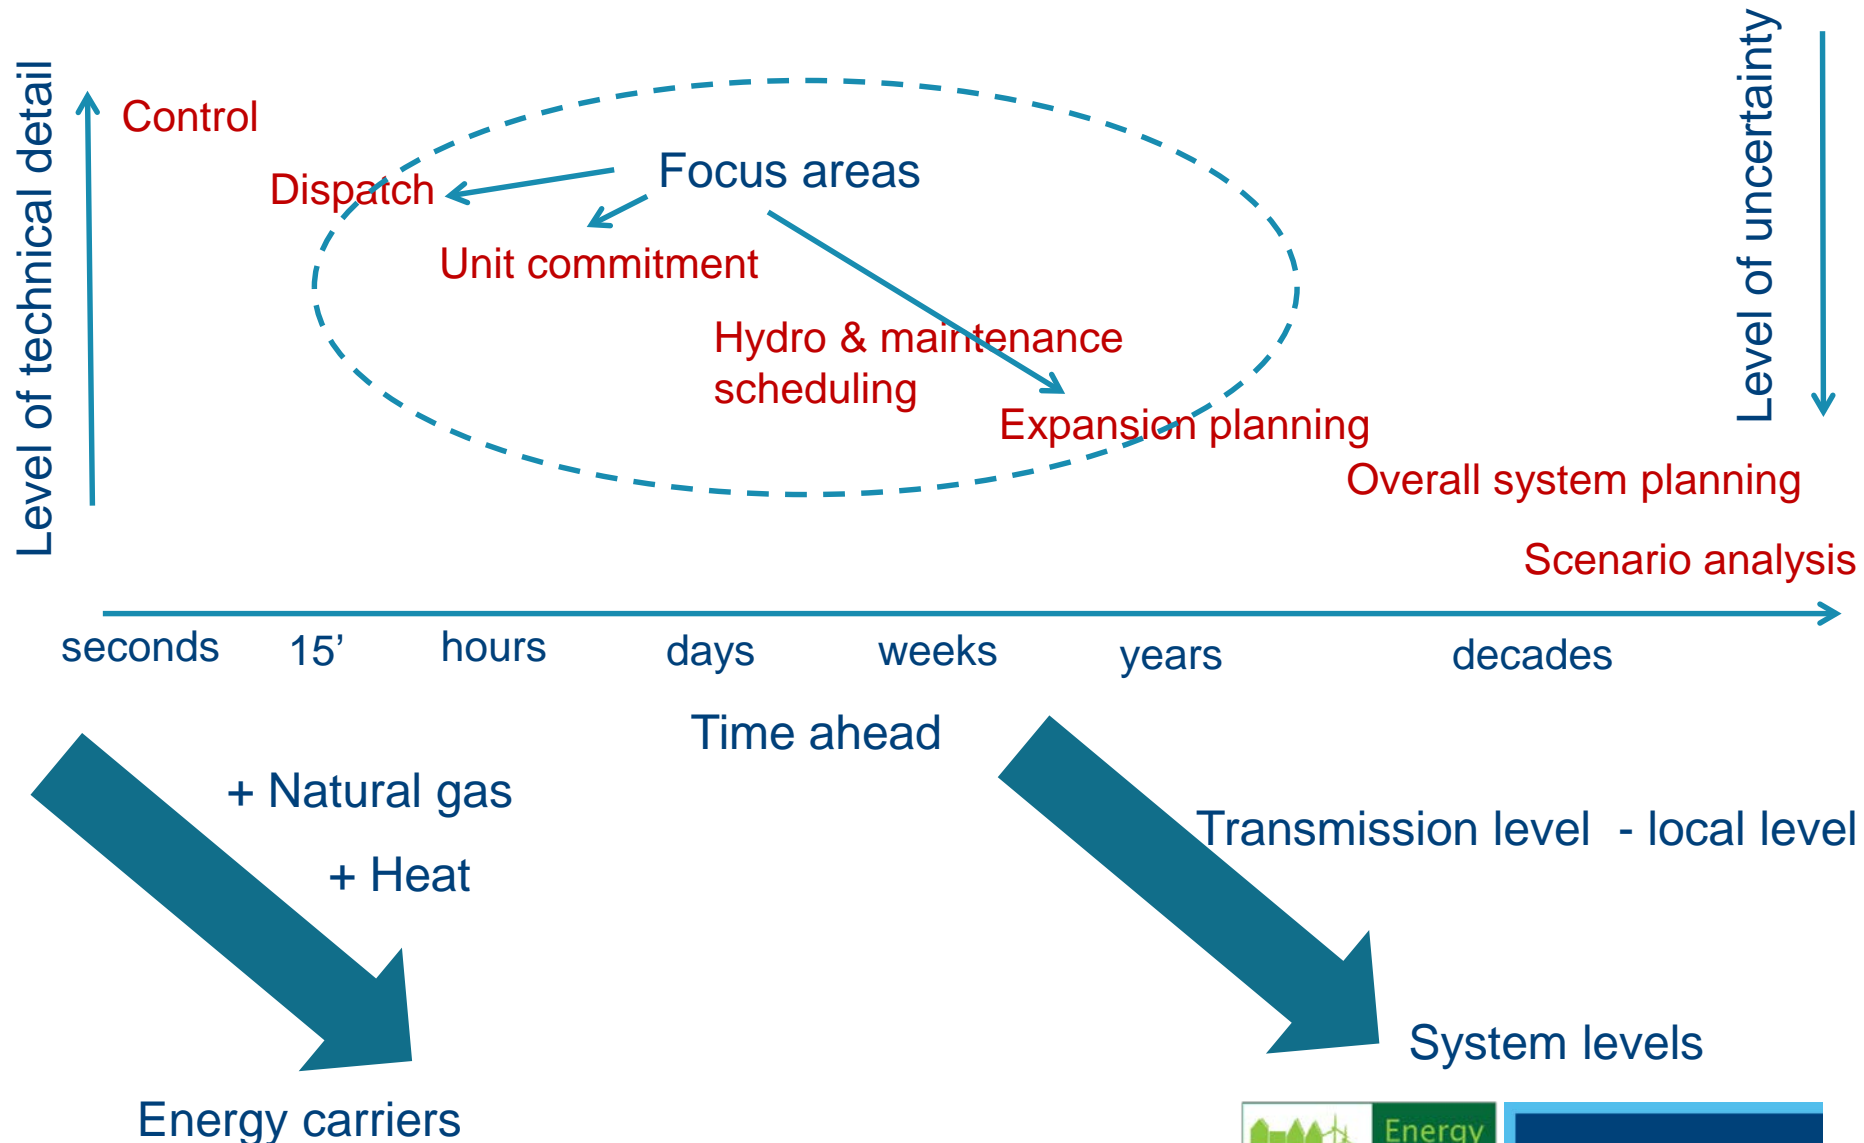 Level of technical detail
Level of uncertainty
Control
Focus areas
Dispatch
Unit commitment
Hydro & maintenance
scheduling
Expansion planning
Overall system planning
Scenario analysis
seconds 15’ hours days weeks years decades
Time ahead
+ Natural gas
Transmission level - local level
+ Heat
System levels
Energy carriers
Energy